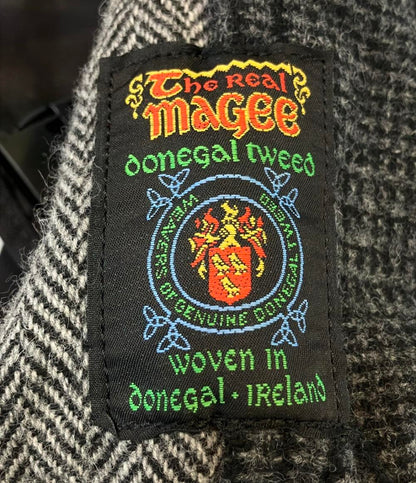 The Real
MAGEE
donegal tweed
WEAVERS OF GENUINE DONEGAL TWEED
WOVEN IN
donegal • IReland